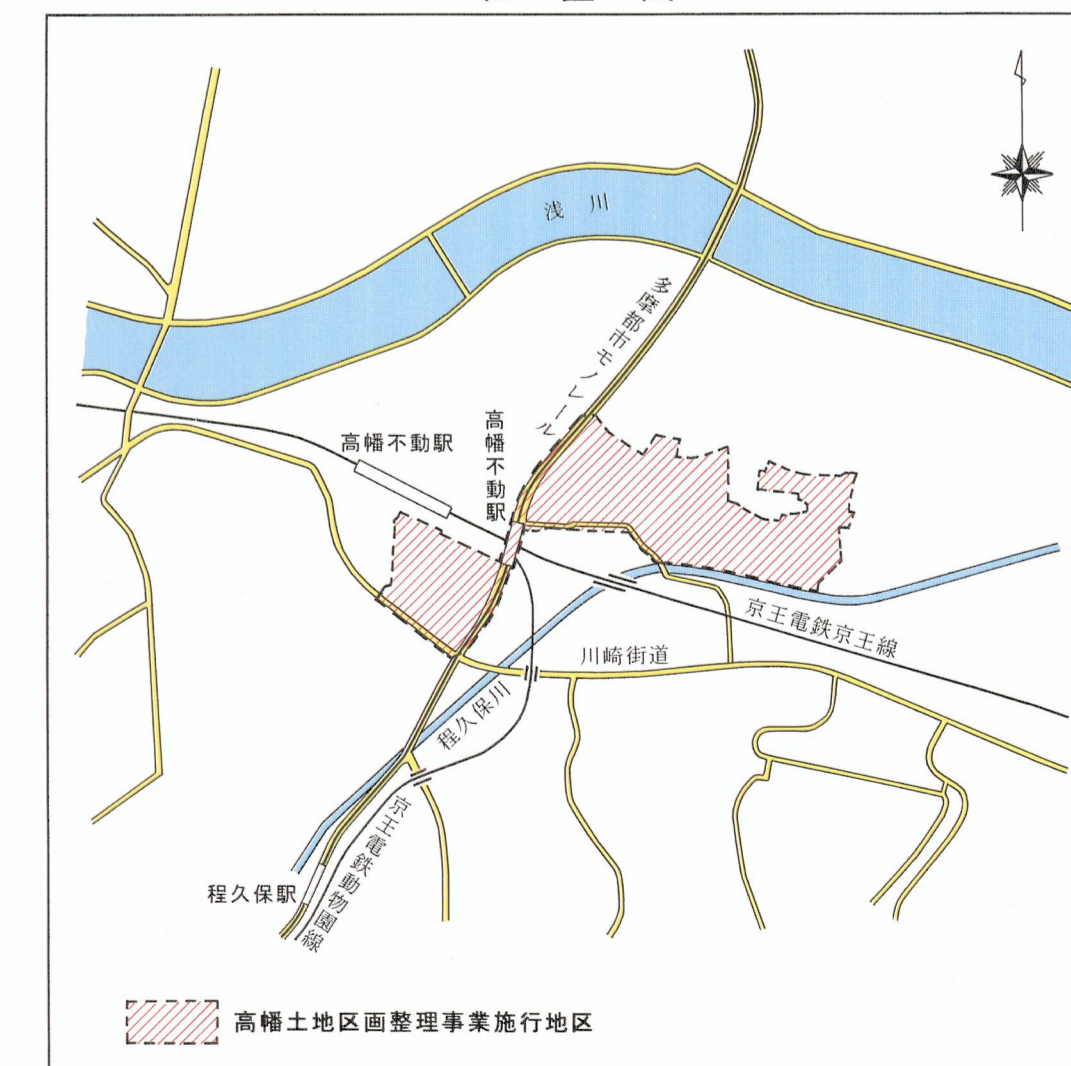 浅川
多摩都市モノレール
高幡不動駅
高幡不動駅
京王電鉄京王線
川崎街道
程久保川
京王電鉄動物園線
程久保駅
高幡土地区画整理事業施行地区